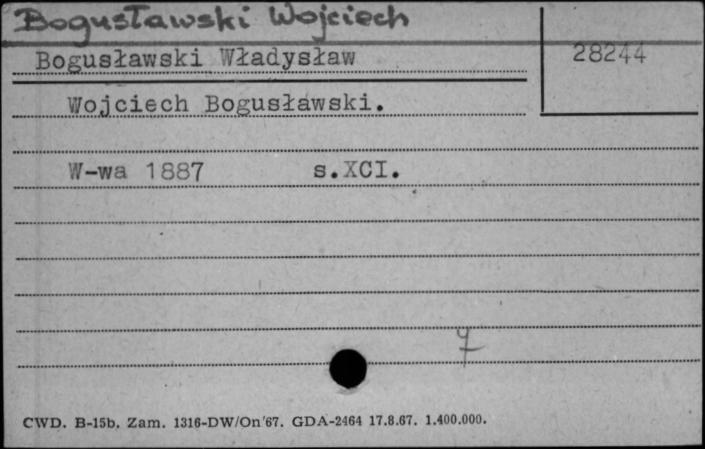 Bogusławski Wojciech
Bogusławski Władysław 28244
Wojciech Bogusławski.
W-wa 1887 s.XCI.
CWD. B-15b. Zam. 1316-DW/On'67. GDA-2464 17.8.67. 1.400.000.